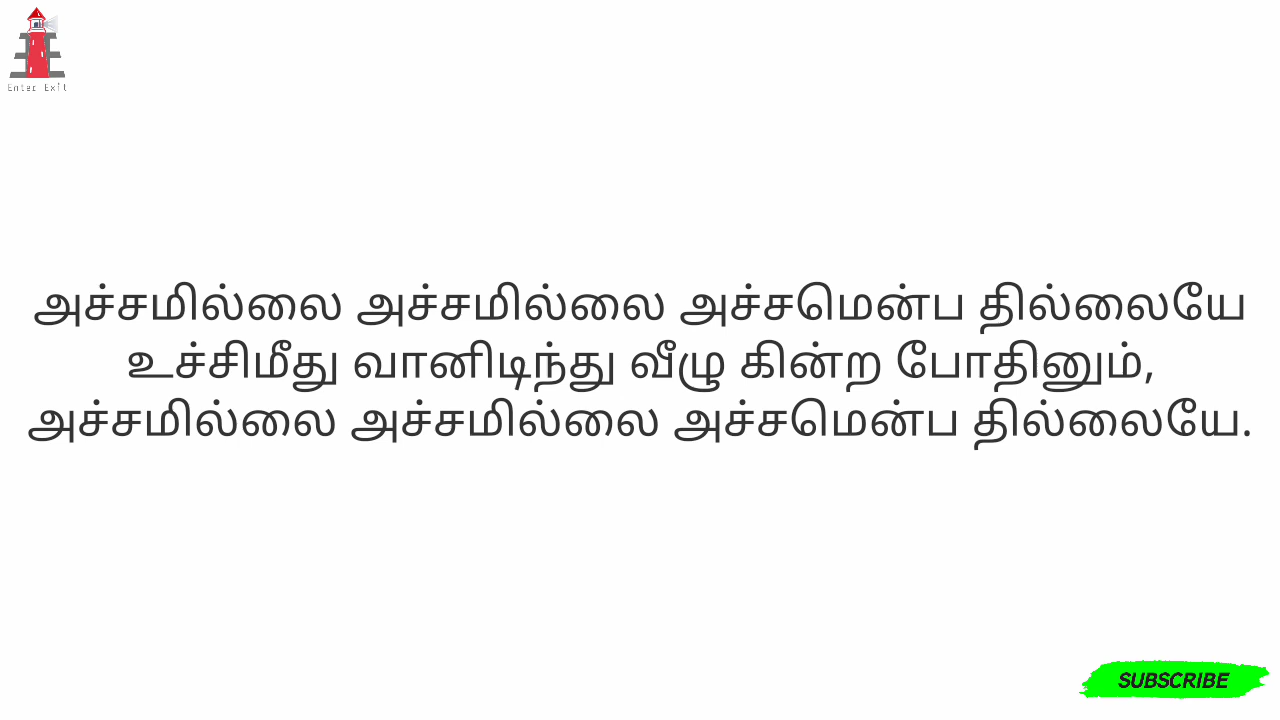 Enter Exit
அச்சமில்லை அச்சமில்லை அச்சமென்ப தில்லையே
உச்சிமீது வானிடிந்து வீழு கின்ற போதினும்,
அச்சமில்லை அச்சமில்லை அச்சமென்ப தில்லையே.
SUBSCRIBE